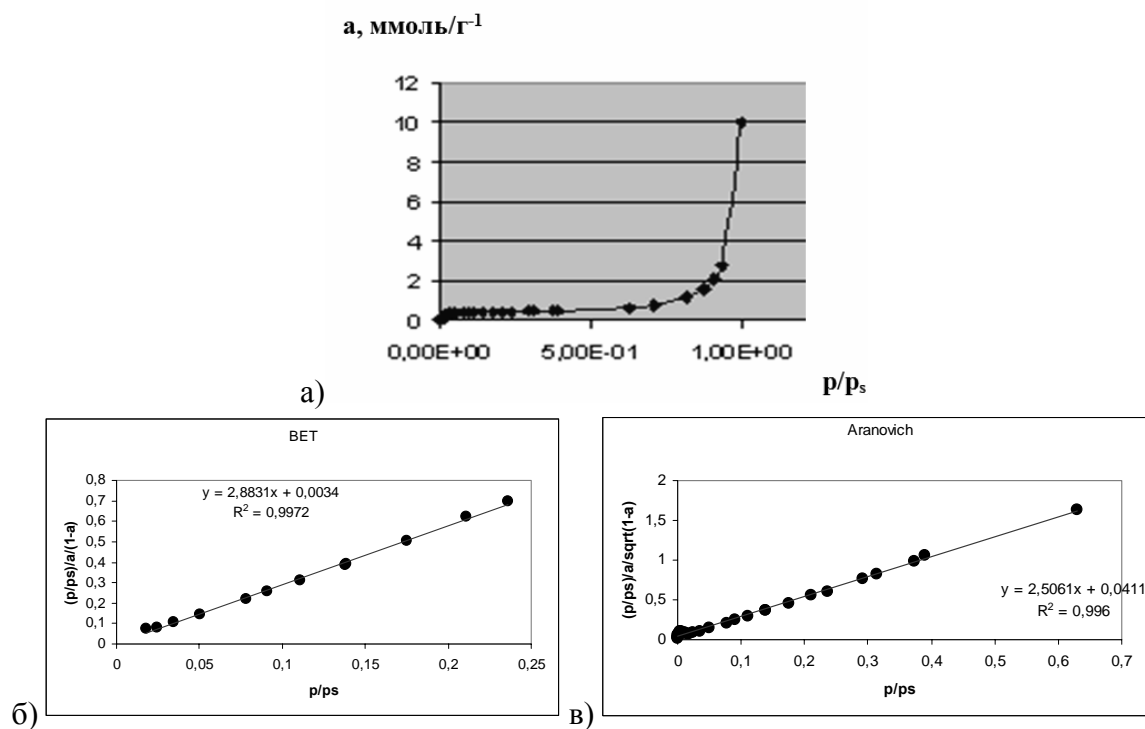 a, ммоль/г-1
12
10
8
6
4
2
0
0,00E+00 5,00E-01 1,00E+00
p/ps
а)
BET
y = 2,8831x + 0,0034
R2 = 0,9972
(p/ps)/a/(1-a)
0,8
0,7
0,6
0,5
0,4
0,3
0,2
0,1
0
0 0,05 0,1 0,15 0,2 0,25
p/ps
б)
Aranovich
(p/ps)/a/sqrt(1-a)
2
1,5
1
0,5
0
y = 2,5061x + 0,0411
R2 = 0,996
0 0,1 0,2 0,3 0,4 0,5 0,6 0,7
p/ps
в)